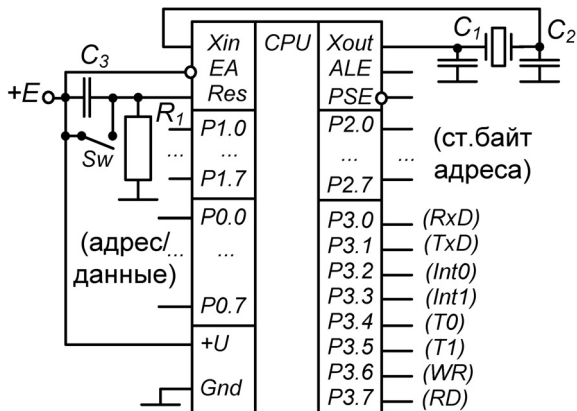 C1 C2
Xin CPU Xout
C3
EA ALE
+E Res PSE
R1
P1.0 P2.0
Sw ... ... ... ... (ст.байт
P1.7 P2.7 адреса)
P0.0 P3.0 (RxD)
(адрес/ ... ... P3.1 (TxD)
данные) P3.2 (Int0)
P0.7 P3.3 (Int1)
P3.4 (T0)
+U P3.5 (T1)
P3.6 (WR)
Gnd P3.7 (RD)